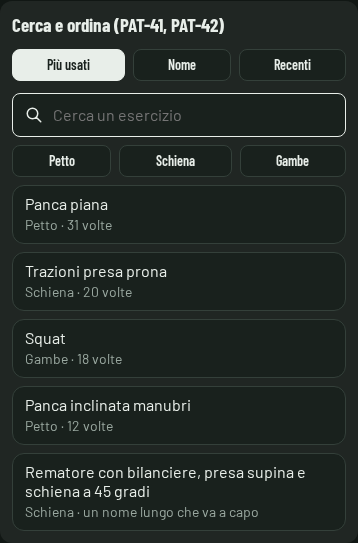 Cerca e ordina (PAT-41, PAT-42)
Più usati
Nome
Recenti
Cerca un esercizio
Petto
Schiena
Gambe
Panca piana
Petto · 31 volte
Trazioni presa prona
Schiena · 20 volte
Squat
Gambe · 18 volte
Panca inclinata manubri
Petto · 12 volte
Rematore con bilanciere, presa supina e
schiena a 45 gradi
Schiena · un nome lungo che va a capo